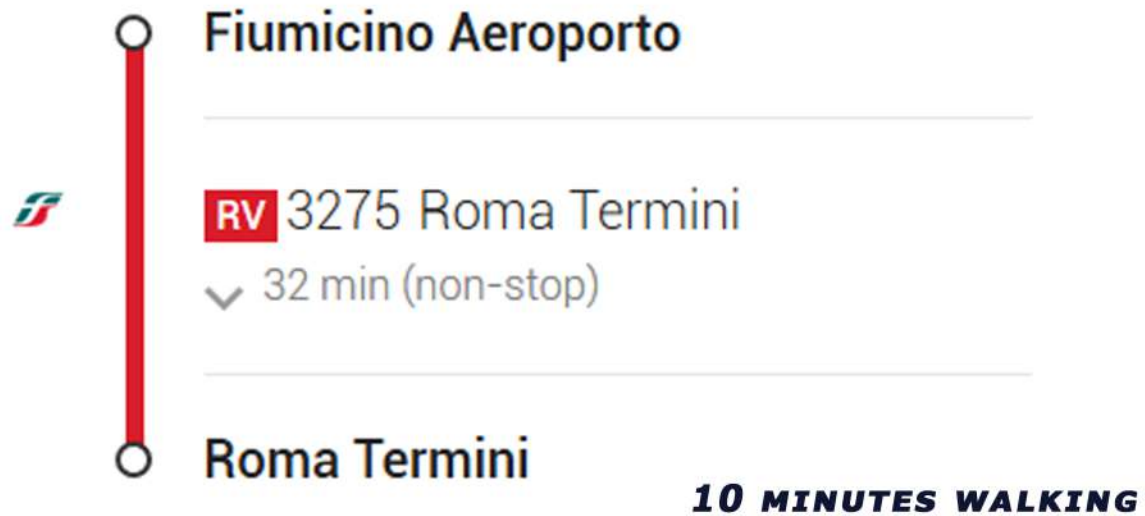 Fiumicino Aeroporto
RV 3275 Roma Termini
32 min (non-stop)
Roma Termini
10 MINUTES WALKING